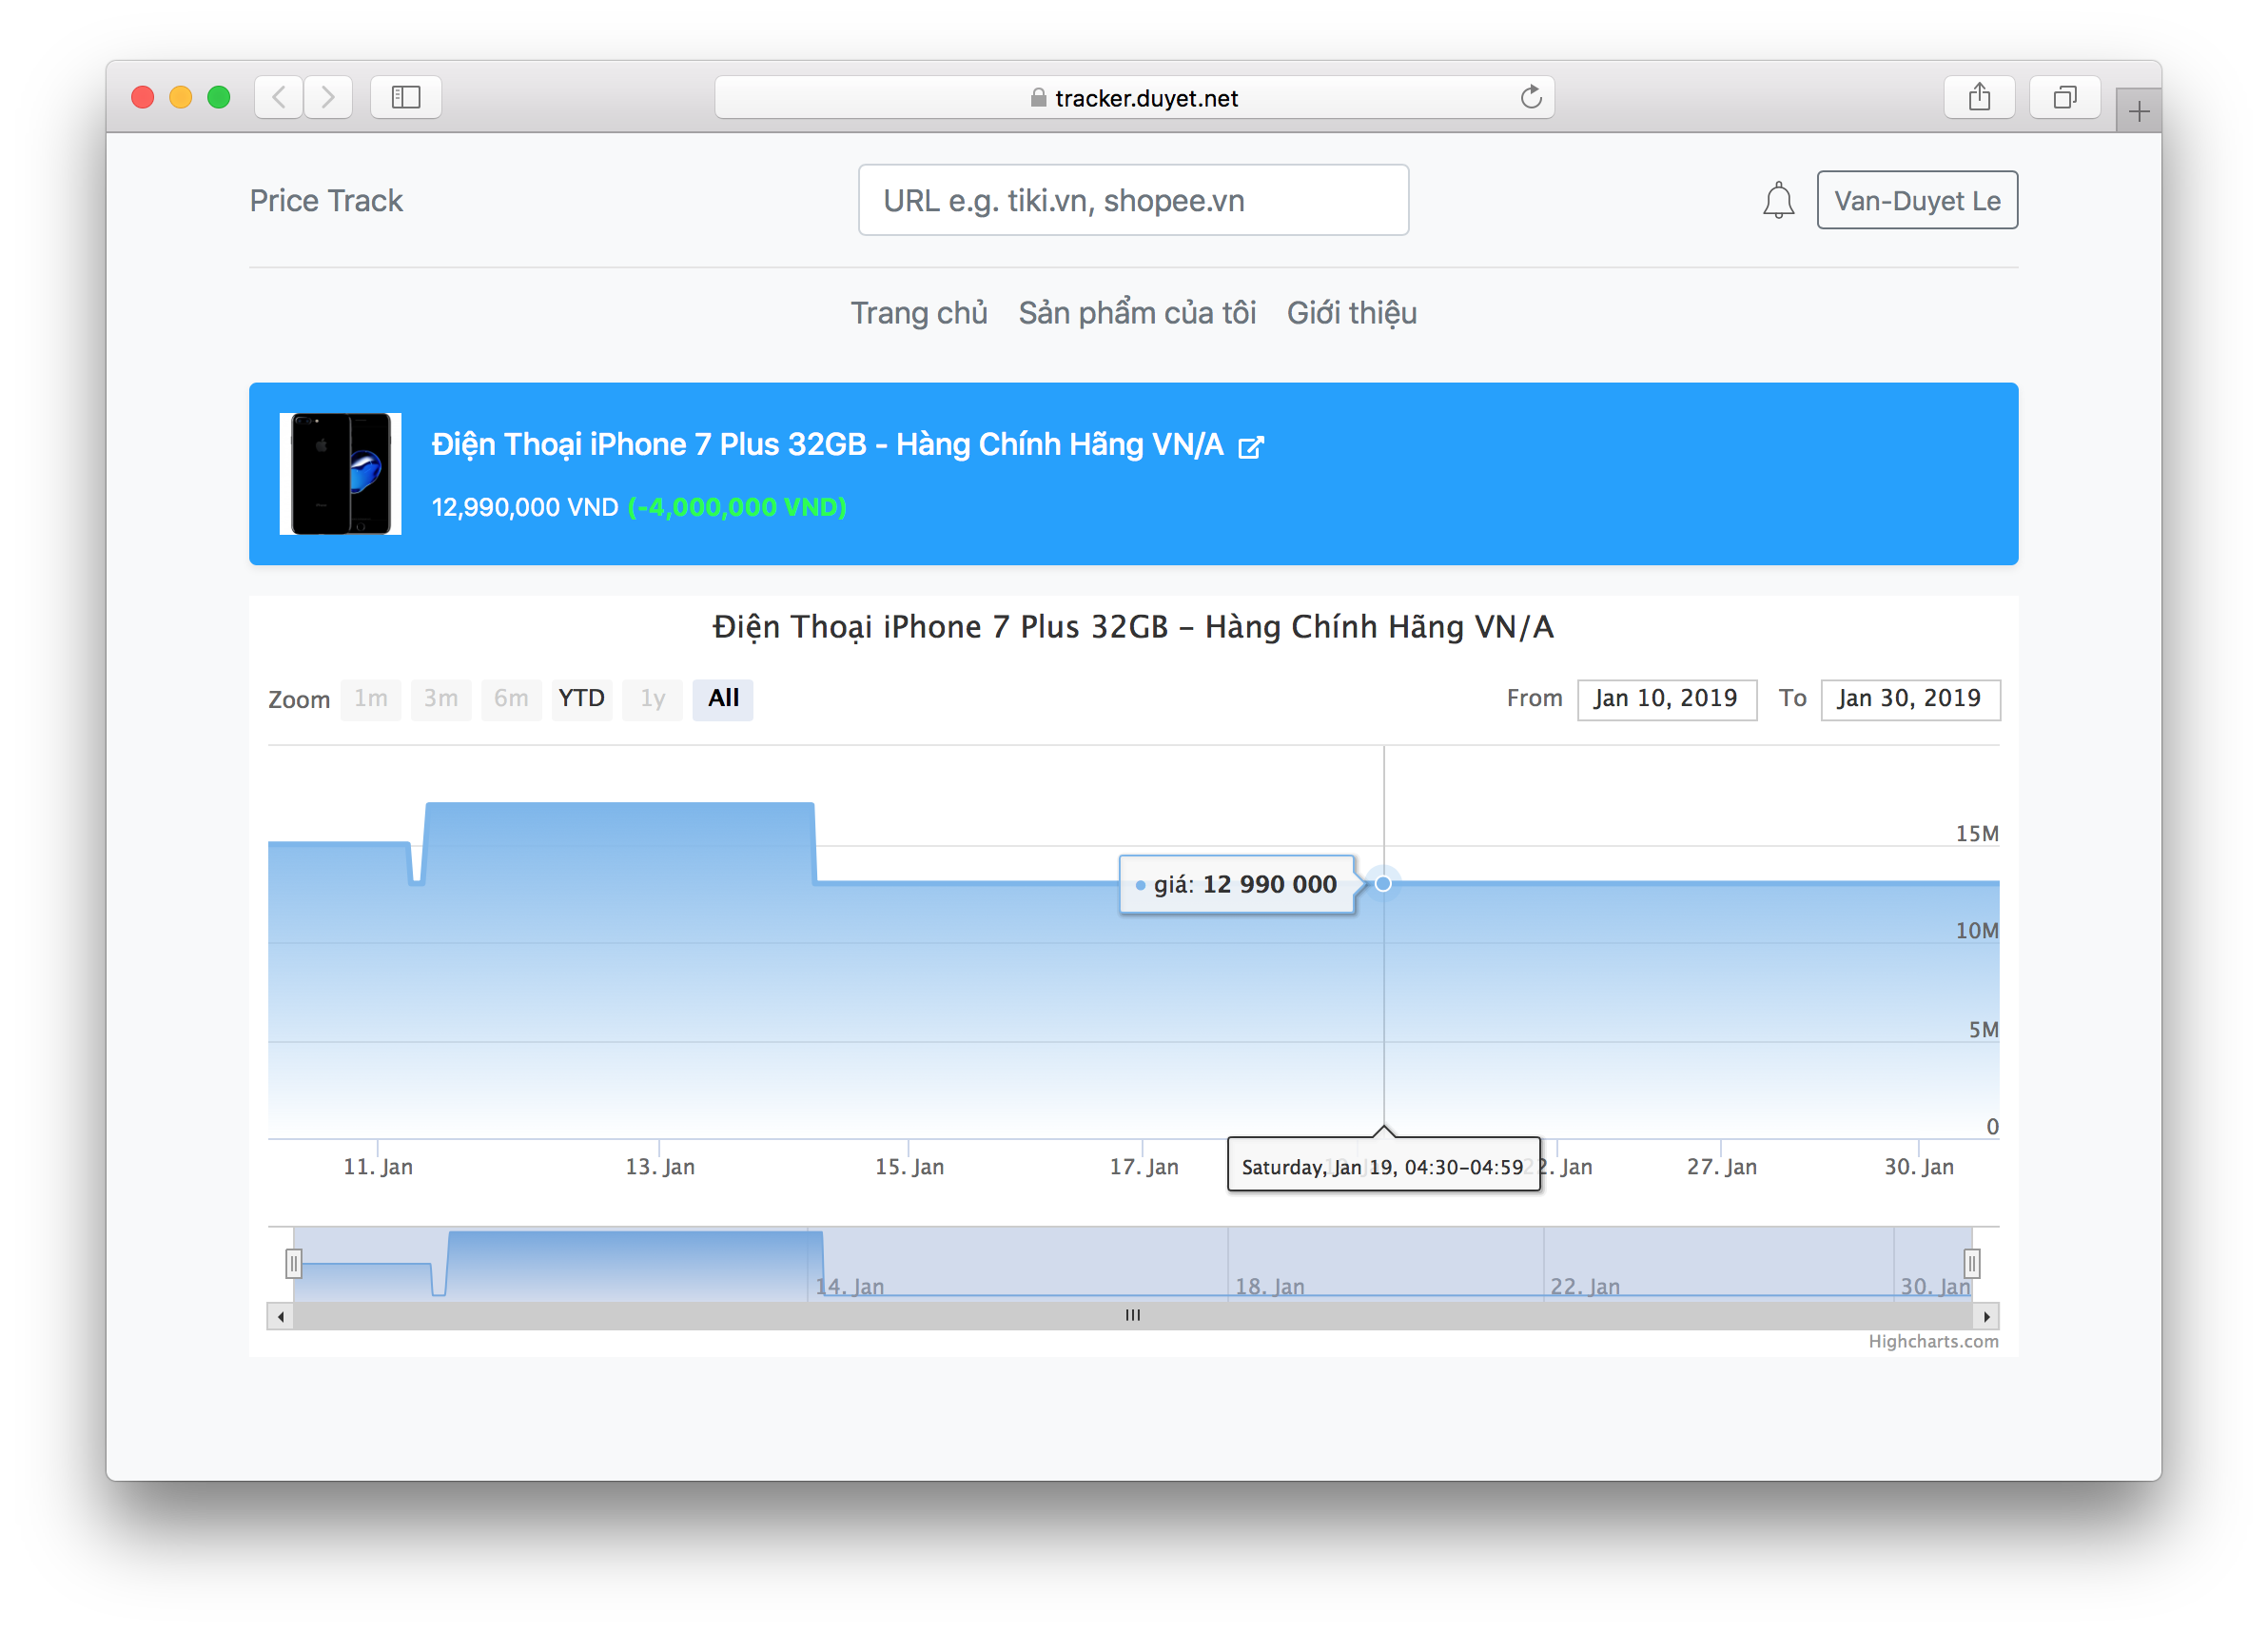 tracker.duyet.net
Price Track
URL e.g. tiki.vn, shopee.vn
Van-Duyet Le
Trang chủ Sản phẩm của tôi Giới thiệu
Điện Thoại iPhone 7 Plus 32GB - Hàng Chính Hãng VN/A
12,990,000 VND (-4,000,000 VND)
Điện Thoại iPhone 7 Plus 32GB – Hàng Chính Hãng VN/A
Zoom 1m 3m 6m YTD 1y All From Jan 10, 2019 To Jan 30, 2019
15M
giá: 12 990 000
10M
5M
0
11. Jan 13. Jan 15. Jan 17. Jan Saturday, Jan 19, 04:30-04:59 2. Jan 27. Jan 30. Jan
14. Jan 18. Jan 22. Jan 30. Jan
Highcharts.com